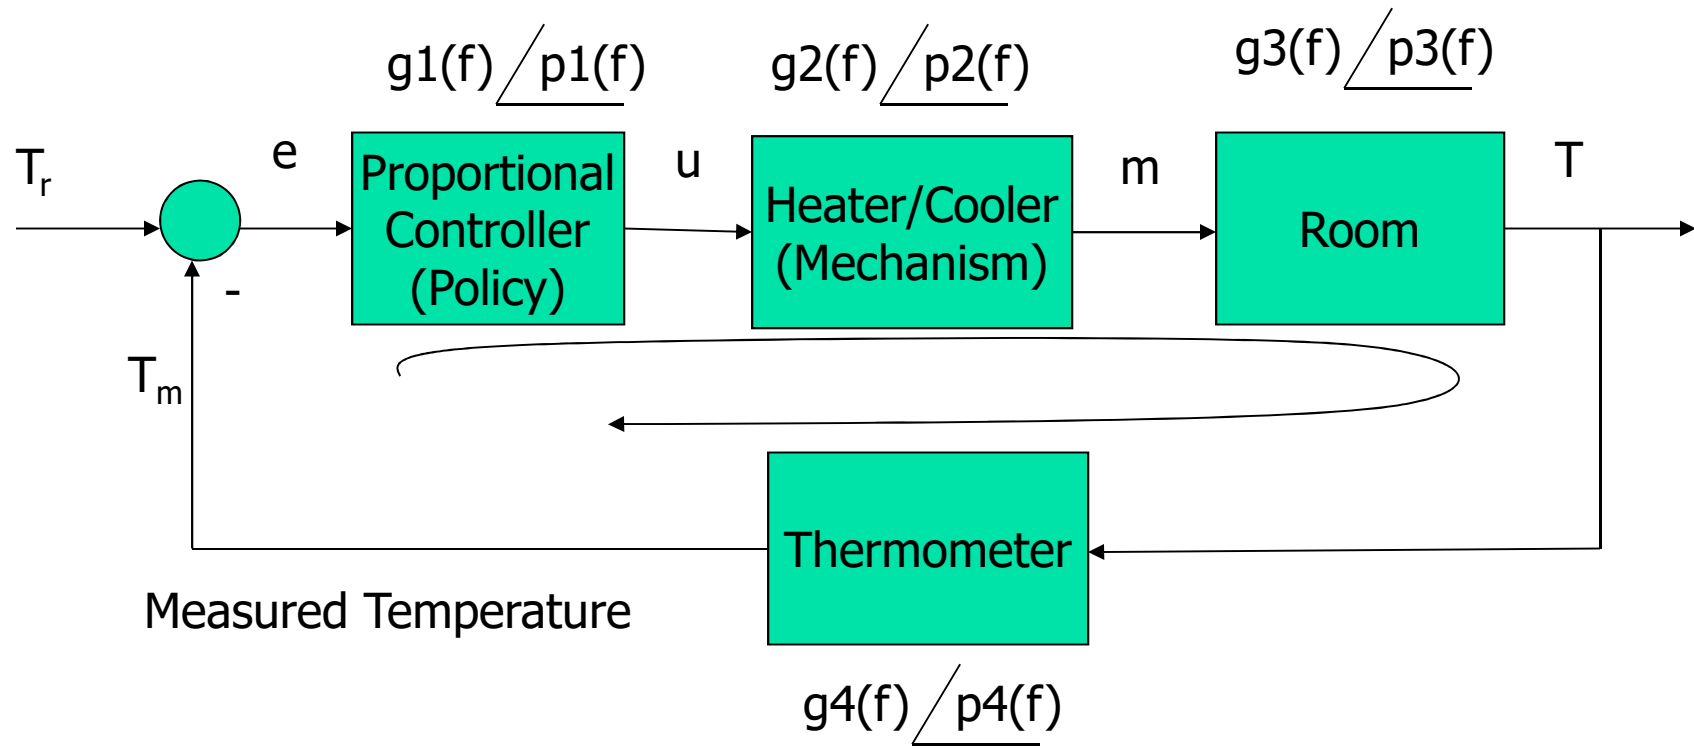 g1(f) p1(f)
g2(f) p2(f)
g3(f) p3(f)
Tr
e
Proportional
Controller
(Policy)
u
Heater/Cooler
(Mechanism)
m
Room
T
-
Tm
Thermometer
Measured Temperature
g4(f) p4(f)